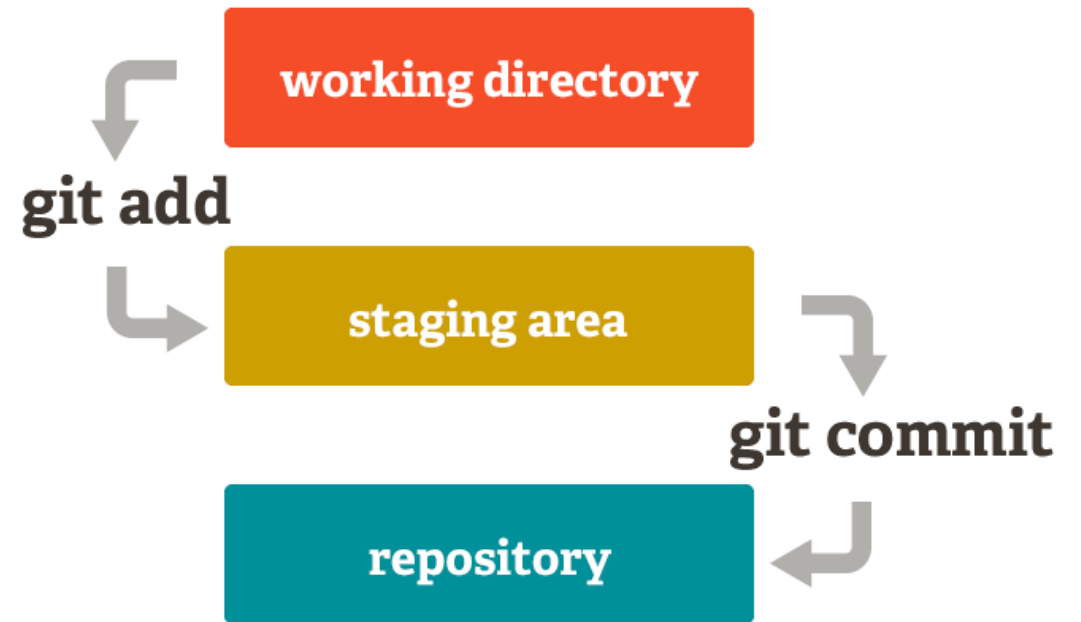 working directory
git add
staging area
git commit
repository